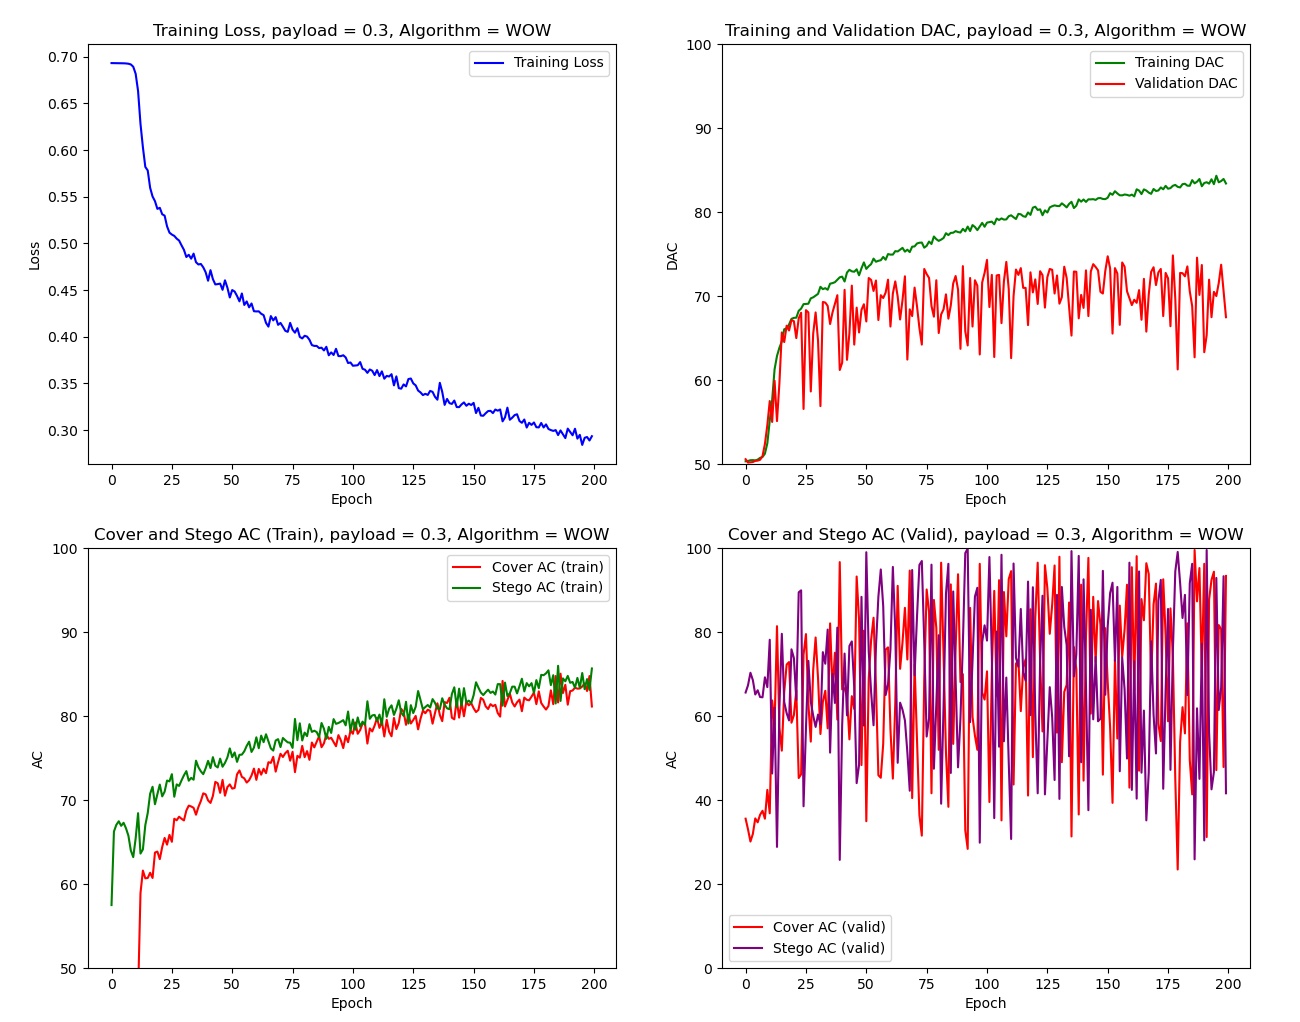 Training Loss, payload = 0.3, Algorithm = WOW
Training Loss
0.70
0.65
0.60
0.55
0.50
0.45
0.40
0.35
0.30
Loss
0 25 50 75 100 125 150 175 200
Epoch
Training and Validation DAC, payload = 0.3, Algorithm = WOW
Training DAC
Validation DAC
100
90
80
70
60
50
DAC
0 25 50 75 100 125 150 175 200
Epoch
Cover and Stego AC (Train), payload = 0.3, Algorithm = WOW
Cover AC (train)
Stego AC (train)
100
90
80
70
60
50
AC
0 25 50 75 100 125 150 175 200
Epoch
Cover and Stego AC (Valid), payload = 0.3, Algorithm = WOW
100
80
60
40
20
0
AC
Cover AC (valid)
Stego AC (valid)
0 25 50 75 100 125 150 175 200
Epoch